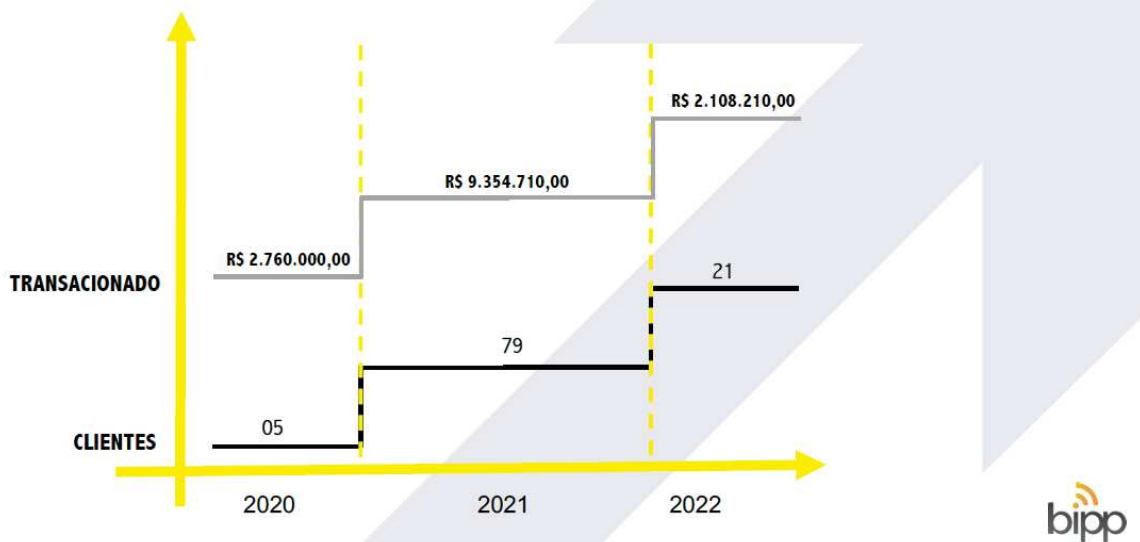 R$ 2.108.210,00
R$ 9.354.710,00
R$ 2.760.000,00
TRANSACIONADO
21
79
05
CLIENTES
2020
2021
2022
bipp